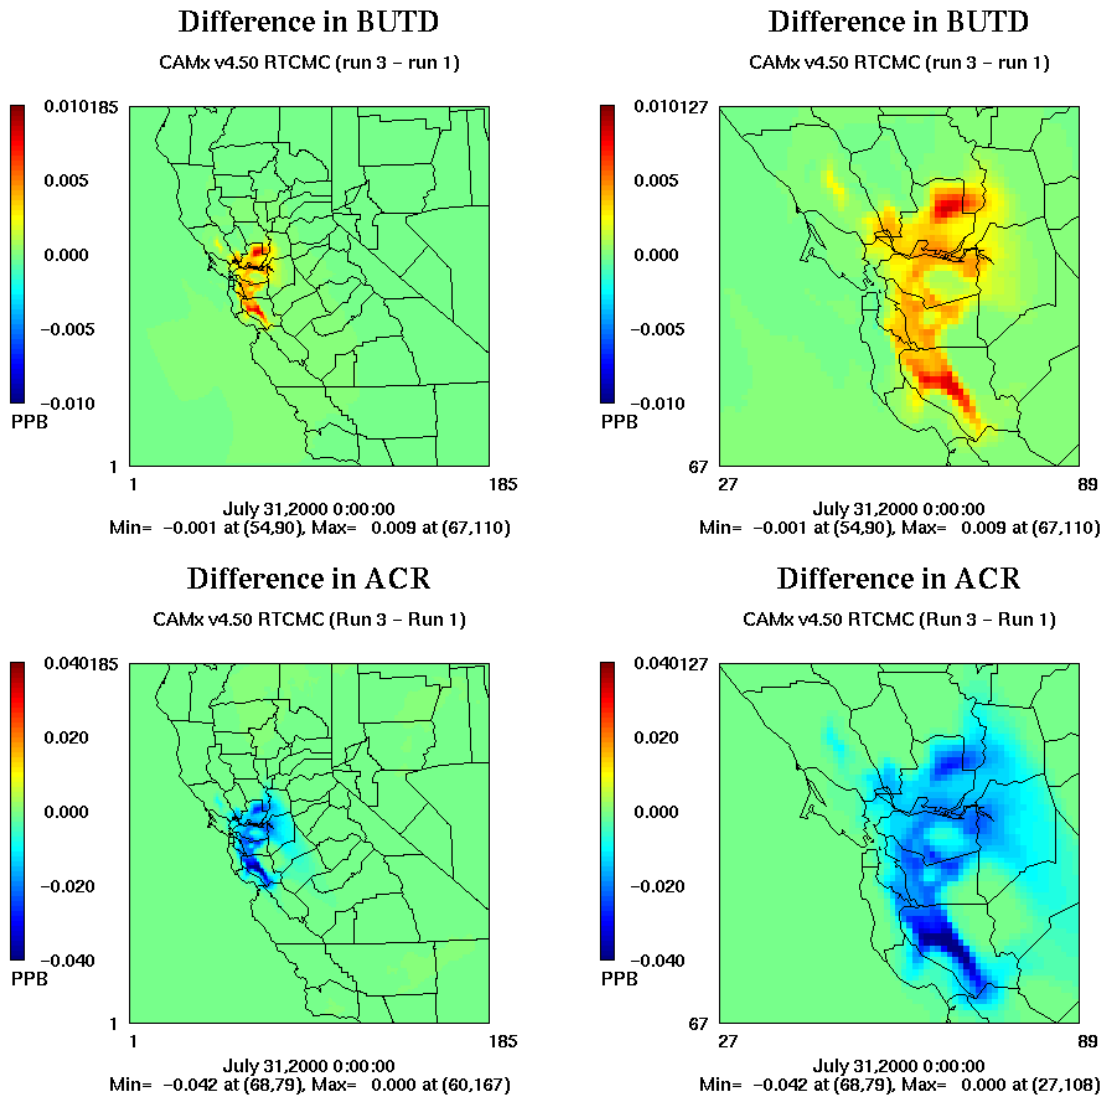 Difference in BUTD
CAMx v4.50 RTCMC (run 3 − run 1)
0.010
0.005
0.000
−0.005
−0.010
PPB
185
1
1
185
July 31,2000 0:00:00
Min= −0.001 at (54,90), Max= 0.009 at (67,110)
Difference in BUTD
CAMx v4.50 RTCMC (run 3 − run 1)
0.010
0.005
0.000
−0.005
−0.010
PPB
127
67
27
89
July 31,2000 0:00:00
Min= −0.001 at (54,90), Max= 0.009 at (67,110)
Difference in ACR
CAMx v4.50 RTCMC (Run 3 − Run 1)
0.040
0.020
0.000
−0.020
−0.040
PPB
185
1
1
185
July 31,2000 0:00:00
Min= −0.042 at (68,79), Max= 0.000 at (60,167)
Difference in ACR
CAMx v4.50 RTCMC (Run 3 − Run 1)
0.040
0.020
0.000
−0.020
−0.040
PPB
127
67
27
89
July 31,2000 0:00:00
Min= −0.042 at (68,79), Max= 0.000 at (27,108)